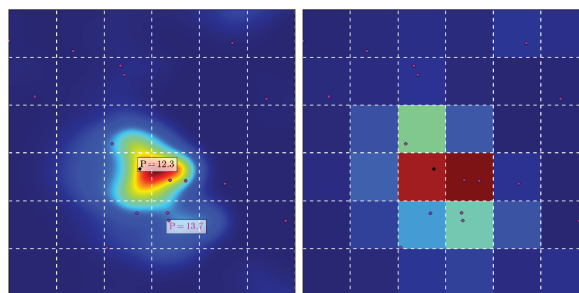 P = 12.3
P = 13.7